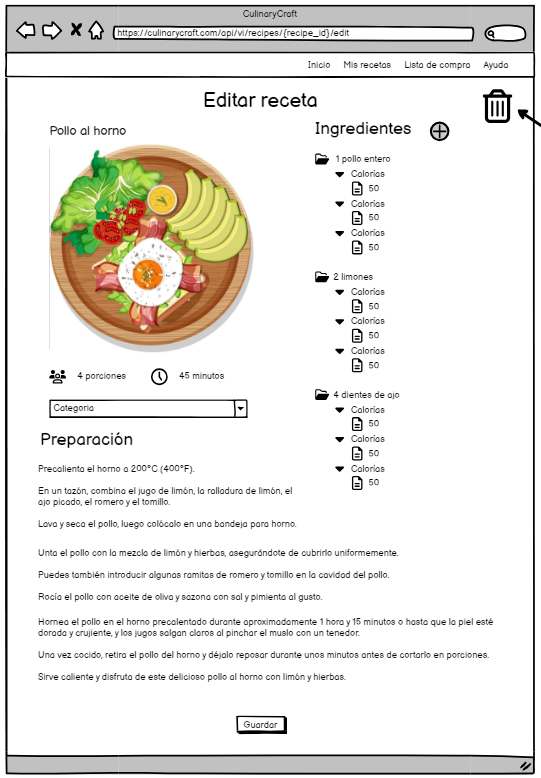 CulinaryCraft
https://culinarycraft.com/api/vi/recipes/{recipe_id}/edit
Inicio Mis recetas Lista de compra Ayuda
Editar receta
Pollo al horno
4 porciones 45 minutos
Categoria
Ingredientes
1 pollo entero
Calorías
50
Calorías
50
Calorías
50
2 limones
Calorías
50
Calorías
50
Calorías
50
4 dientes de ajo
Calorías
50
Calorías
50
Calorías
50
Preparación
Precalienta el horno a 200°C (400°F).
En un tazón, combina el jugo de limón, la ralladura de limón, el
ajo picado, el romero y el tomillo.
Lava y seca el pollo, luego colócalo en una bandeja para horno.
Unta el pollo con la mezcla de limón y hierbas, asegurándote de cubrirlo uniformemente.
Puedes también introducir algunas ramitas de romero y tomillo en la cavidad del pollo.
Rocía el pollo con aceite de oliva y sazona con sal y pimienta al gusto.
Hornea el pollo en el horno precalentado durante aproximadamente 1 hora y 15 minutos o hasta que la piel esté
dorada y crujiente, y los jugos salgan claros al pinchar el muslo con un tenedor.
Una vez cocido, retira el pollo del horno y déjalo reposar durante unos minutos antes de cortarlo en porciones.
Sirve caliente y disfruta de este delicioso pollo al horno con limón y hierbas.
Guardar